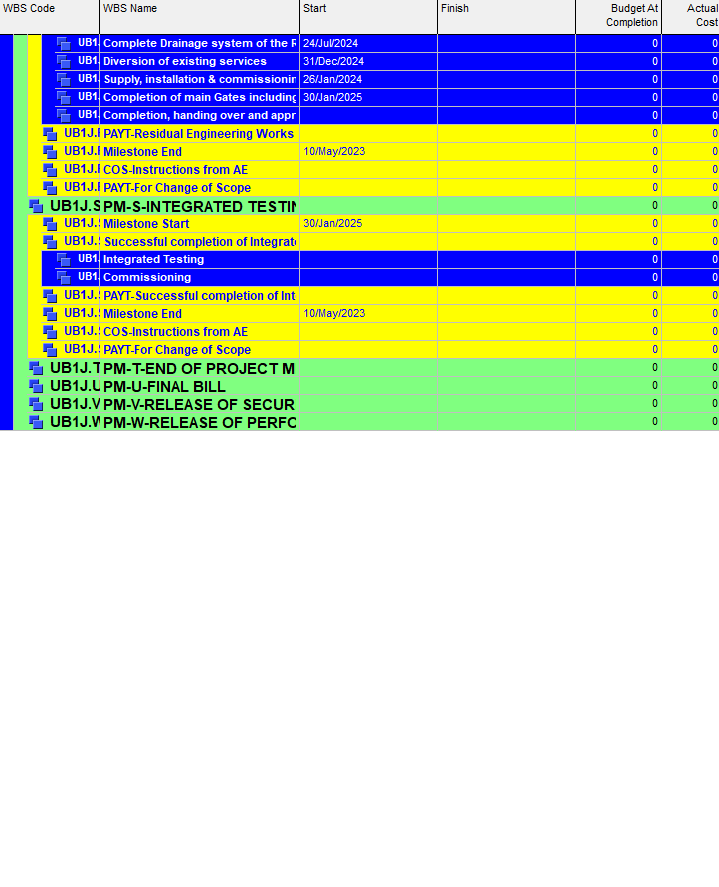 WBS Code WBS Name Start Finish Budget At Completion Actual Cost
UB1. Complete Drainage system of the 24/Jul/2024 0 0
UB1. Diversion of existing services 31/Dec/2024 0 0
UB1. Supply, installation & commissionin 26/Jan/2024 0 0
UB1. Completion of main Gates including 30/Jan/2025 0 0
UB1. Completion, handing over and appr 0 0
UB1J. PAYT-Residual Engineering Works 0 0
UB1J. Milestone End 10/May/2023 0 0
UB1J. COS-Instructions from AE 0 0
UB1J. PAYT-For Change of Scope 0 0
UB1J.S PM-S-INTEGRATED TESTIN 0 0
UB1J. Milestone Start 30/Jan/2025 0 0
UB1J. Successful completion of Integrat 0 0
UB1. Integrated Testing 0 0
UB1. Commissioning 0 0
UB1J. PAYT-Successful completion of Int 0 0
UB1J. Milestone End 10/May/2023 0 0
UB1J. COS-Instructions from AE 0 0
UB1J. PAYT-For Change of Scope 0 0
UB1J.T PM-T-END OF PROJECT M 0 0
UB1J.U PM-U-FINAL BILL 0 0
UB1J.V PM-V-RELEASE OF SECUR 0 0
UB1J.W PM-W-RELEASE OF PERFO 0 0